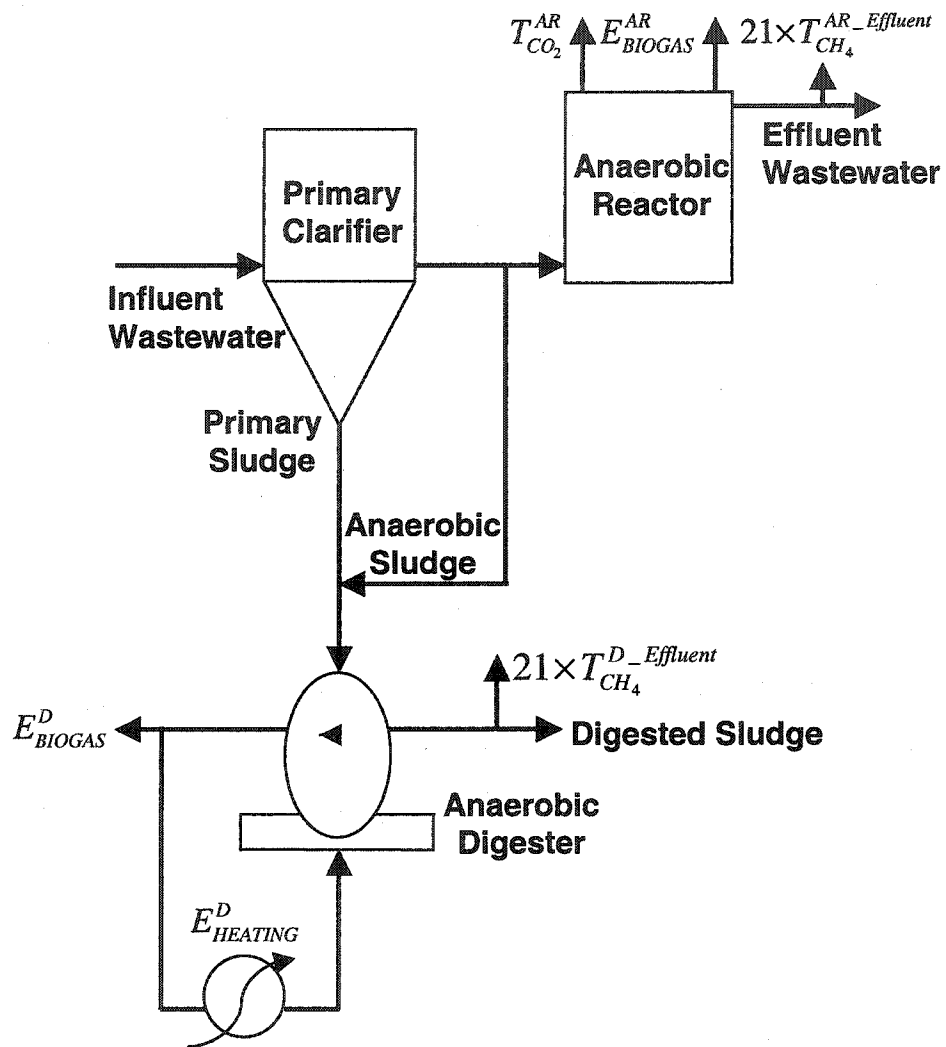 T_{CO_2}^{AR} E_{BIOGAS}^{AR} 21×T_{CH_4}^{AR_Effluent}
Effluent
Wastewater
Anaerobic
Reactor
Primary
Clarifier
Influent
Wastewater
Primary
Sludge
Anaerobic
Sludge
21×T_{CH_4}^{D_Effluent}
E_{BIOGAS}^{D}
Digested Sludge
Anaerobic
Digester
E_{HEATING}^{D}